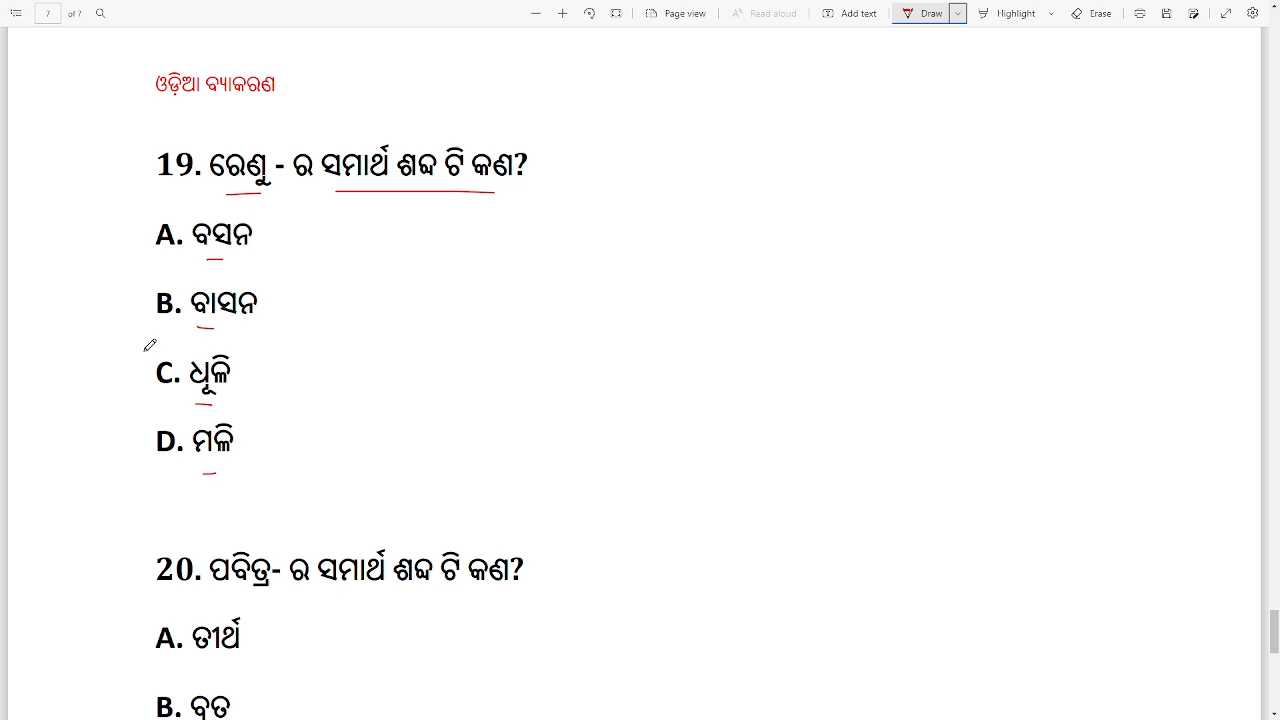 7 of 7 Page view Read aloud Add text Draw Highlight Erase
ଓଡ଼ିଆ ବ୍ୟାକରଣ
19. ରେଣୁ - ର ସମାର୍ଥ ଶବ୍ଦ ଟି କଣ?
A. ବସନ
B. ବାସନ
C. ଧୂଳି
D. ମଳି
20. ପବିତ୍ର- ର ସମାର୍ଥ ଶବ୍ଦ ଟି କଣ?
A. ତୀର୍ଥ
B. ବୃତ